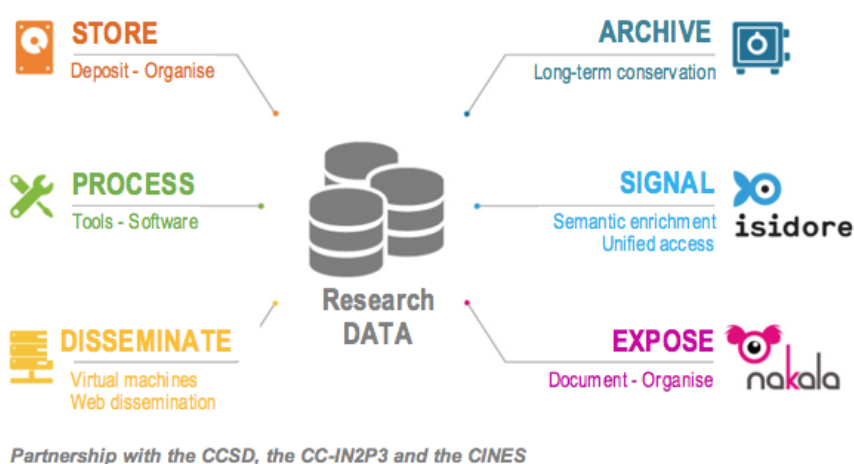 STORE
Deposit - Organise
PROCESS
Tools - Software
DISSEMINATE
Virtual machines
Web dissemination
Research
DATA
ARCHIVE
Long-term conservation
SIGNAL
Semantic enrichment
Unified access
isidore
EXPOSE
Document - Organise
nakala
Partnership with the CCSD, the CC-IN2P3 and the CINES